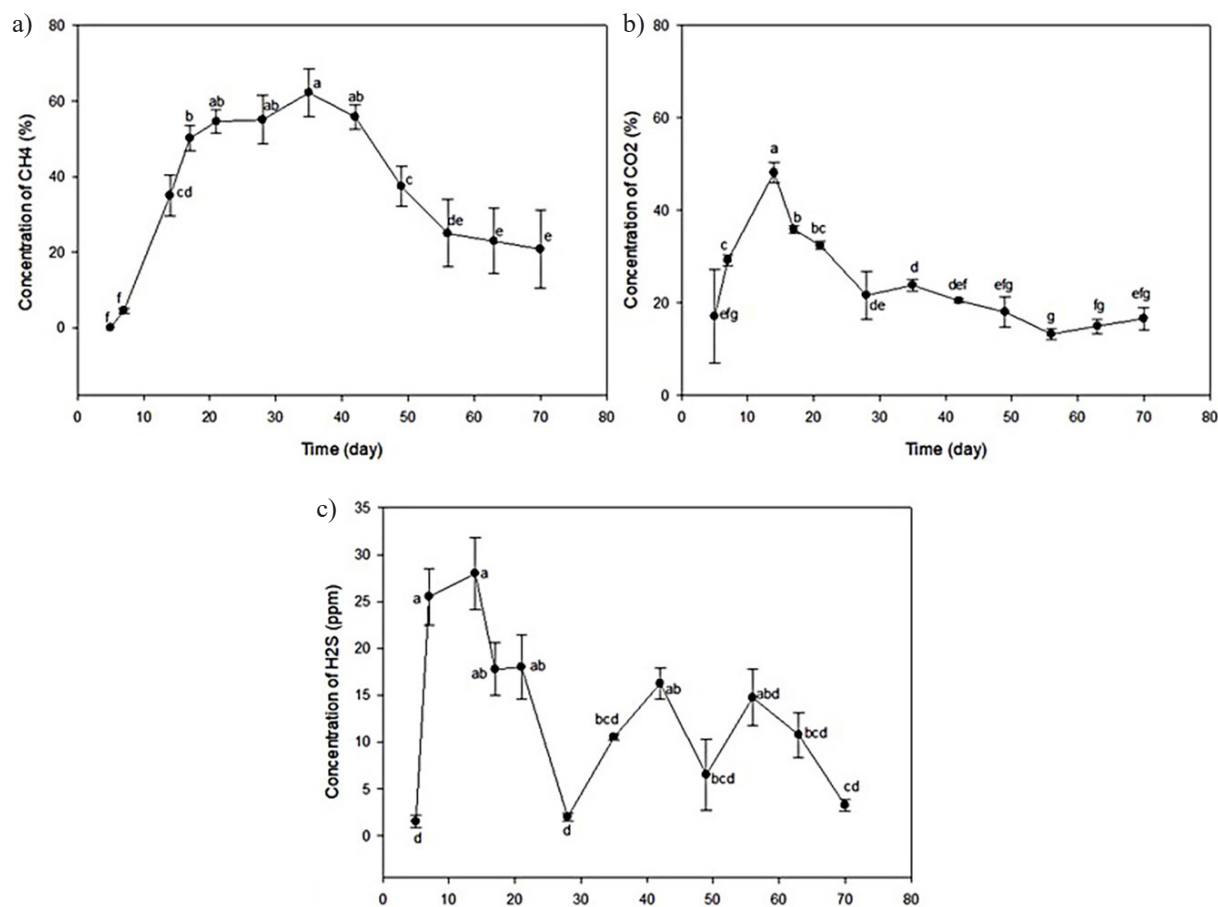 a)
80
60
40
20
0
Concentration of CH4 (%)
f
f
cd
b
ab
ab
a
ab
c
de
e
e
0 10 20 30 40 50 60 70 80
Time (day)
b)
80
60
40
20
0
Concentration of CO2 (%)
efg
c
a
b
bc
de
d
def
efg
g
fg
efg
0 10 20 30 40 50 60 70 80
Time (day)
c)
35
30
25
20
15
10
5
0
Concentration of H2S (ppm)
d
a
a
ab
ab
d
bcd
ab
bcd
abd
bcd
cd
0 10 20 30 40 50 60 70 80